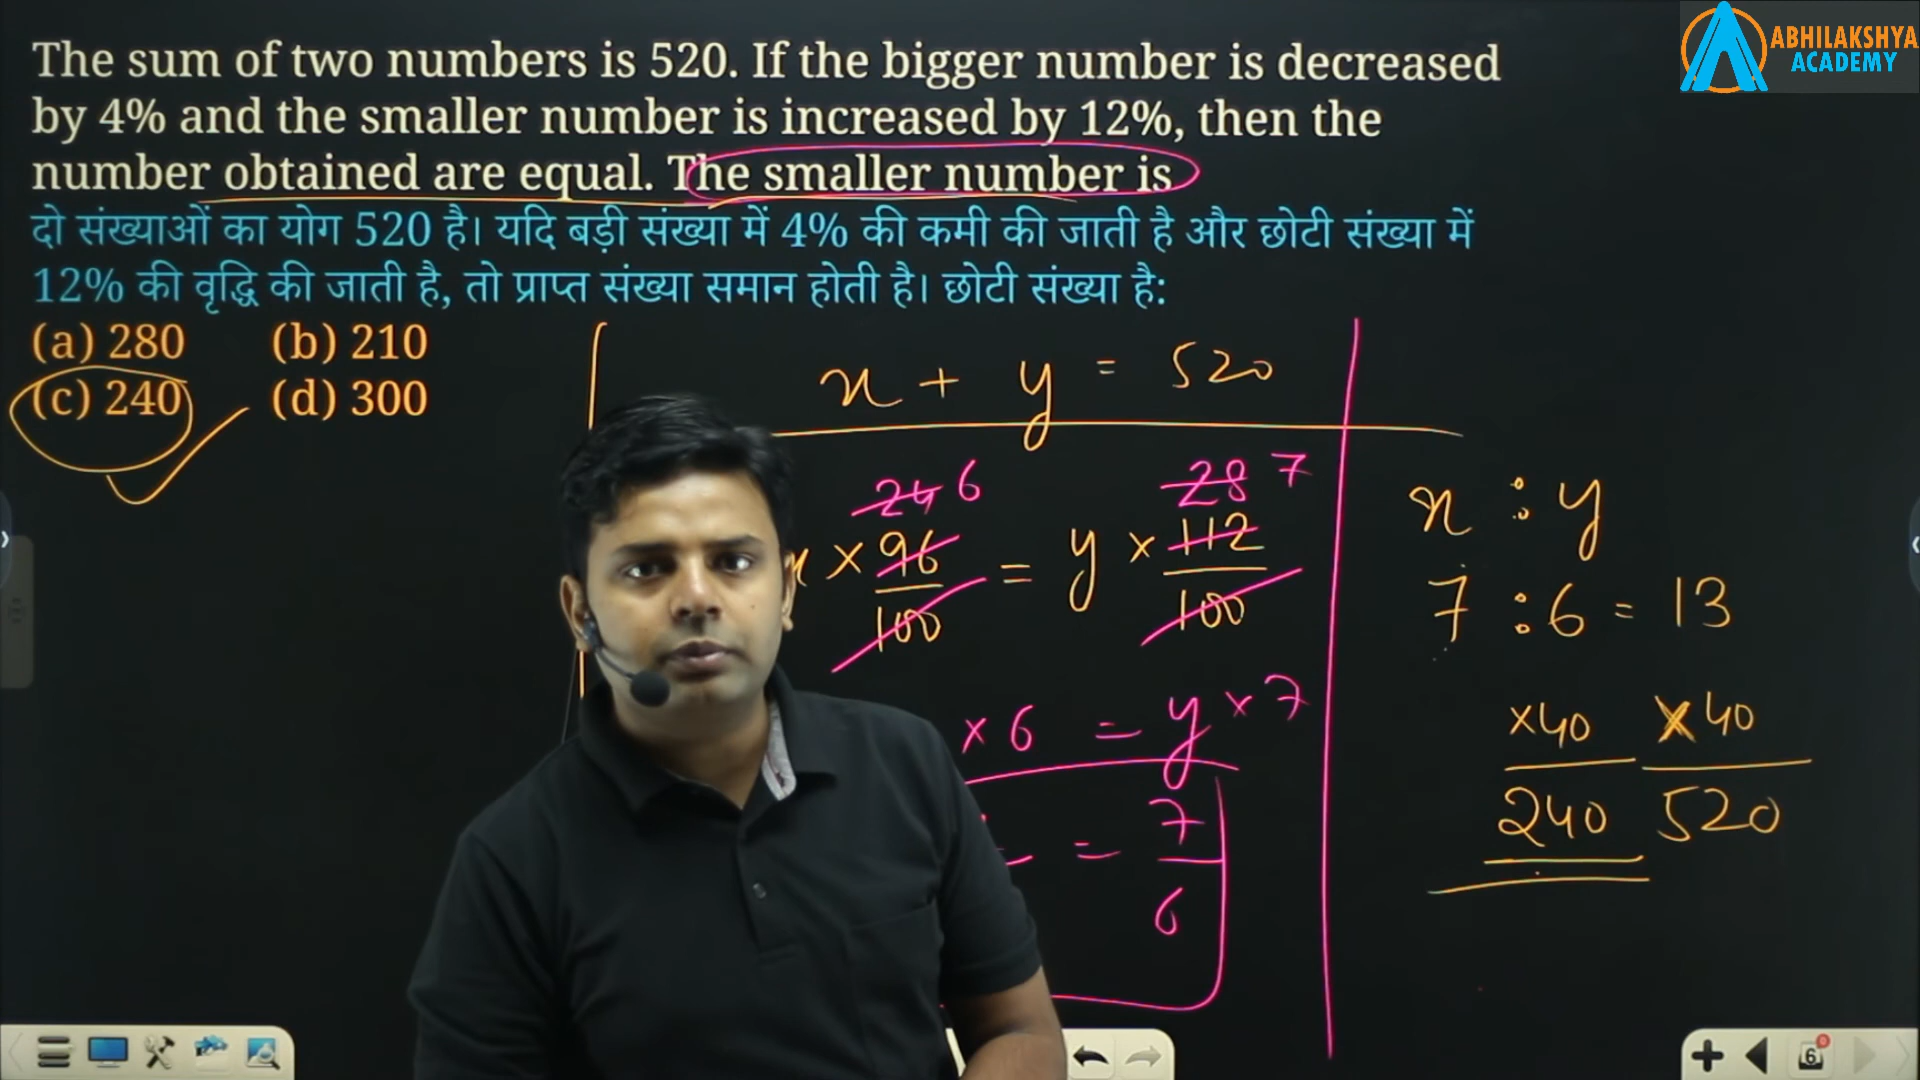 ABHILAKSHYA
ACADEMY
The sum of two numbers is 520. If the bigger number is decreased
by 4% and the smaller number is increased by 12%, then the
number obtained are equal. The smaller number is
दो संख्याओं का योग 520 है। यदि बड़ी संख्या में 4% की कमी की जाती है और छोटी संख्या में
12% की वृद्धि की जाती है, तो प्राप्त संख्या समान होती है। छोटी संख्या है:
(a) 280 (b) 210
(c) 240 (d) 300
x + y = 520
24 6 28 7
x × 96 = y × 112
100 100
× 6 = y × 7
= 7
6
x : y
7 : 6 = 13
×40 ×40
240 520
6